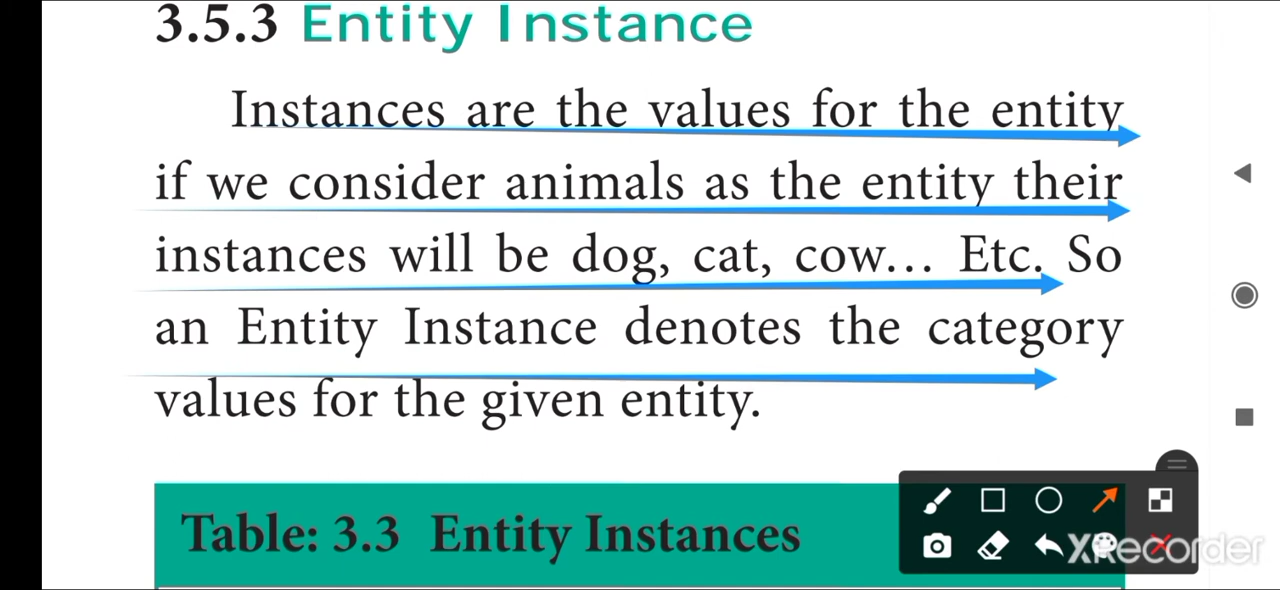 3.5.3 Entity Instance
Instances are the values for the entity
if we consider animals as the entity their
instances will be dog, cat, cow... Etc. So
an Entity Instance denotes the category
values for the given entity.
Table: 3.3 Entity Instances
XRecorder